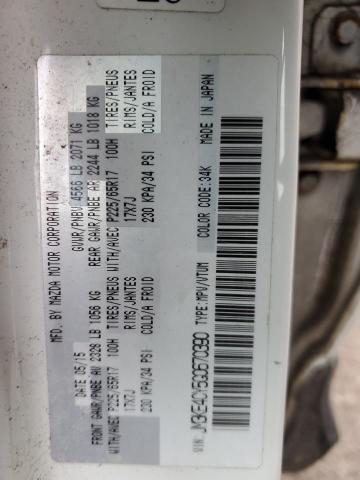 MFD. BY MAZDA MOTOR CORPORATION
DATE 05/15 GVWR/PNBV 4566 LB 2071 KG
FRONT GAWR/PNBE AV 2328 LB 1056 KG REAR GAWR/PNBE AR 2244 LB 1018 KG
WITH/AVEC P225/65R17 100H TIRES/PNEUS WITH/AVEC P225/65R17 100H TIRES/PNEUS
17X7J RIMS/JANTES 17X7J RIMS/JANTES
230 KPA/34 PSI COLD/A FROID 230 KPA/34 PSI COLD/A FROID
VIN: JM3KE4CY5G0670390 TYPE:MPV/VTUM COLOR CODE:34K MADE IN JAPAN